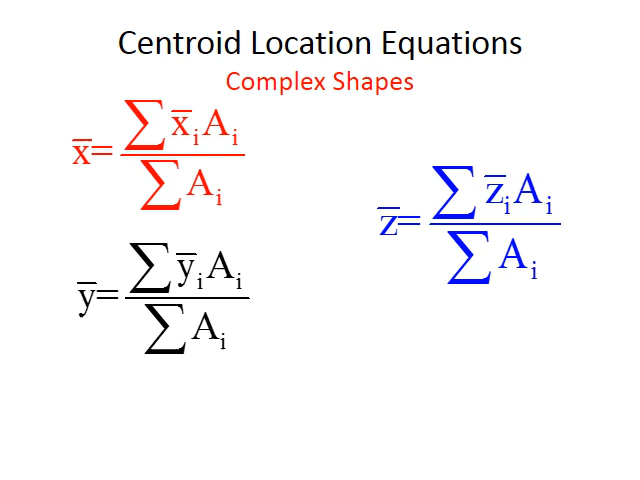 Centroid Location Equations
Complex Shapes
x̄ = ∑ x̄ᵢAᵢ / ∑ Aᵢ
ȳ = ∑ ȳᵢAᵢ / ∑ Aᵢ
z̄ = ∑ z̄ᵢAᵢ / ∑ Aᵢ